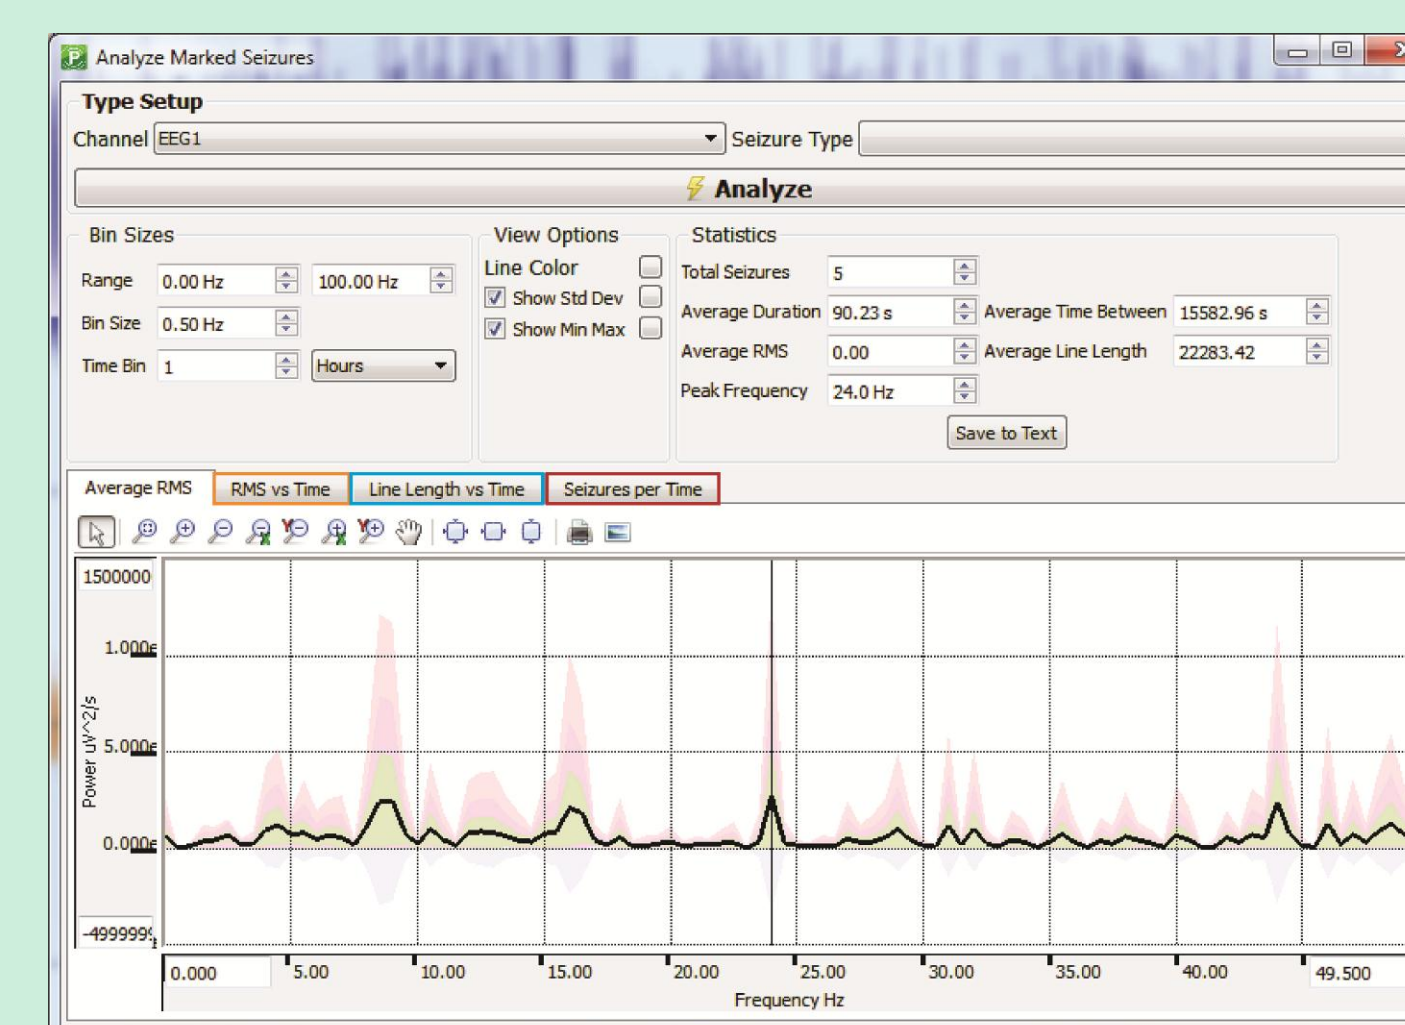 Analyze Marked Seizures
Type Setup
Channel EEG1 Seizure Type
Analyze
Bin Sizes View Options Statistics
Range 0.00 Hz 100.00 Hz Line Color Total Seizures 5
Bin Size 0.50 Hz Show Std Dev Average Duration 90.23 s Average Time Between 15582.96 s
Show Min Max Average RMS 0.00 Average Line Length 22283.42
Time Bin 1 Hours Peak Frequency 24.0 Hz
Save to Text
Average RMS RMS vs Time Line Length vs Time Seizures per Time
1500000
1.000e
5.000e
0.000e
-4999999
Power uV^2/s
0.000 5.00 10.00 15.00 20.00 25.00 30.00 35.00 40.00 49.500
Frequency Hz